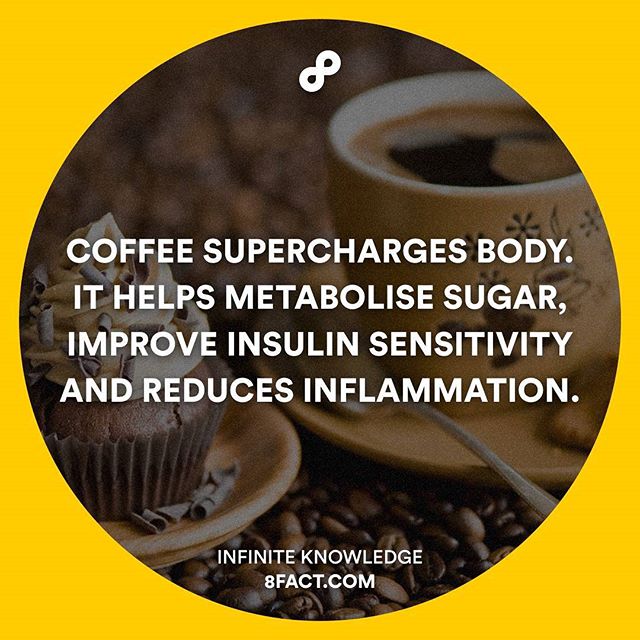 COFFEE SUPERCHARGES BODY.
IT HELPS METABOLISE SUGAR,
IMPROVE INSULIN SENSITIVITY
AND REDUCES INFLAMMATION.
INFINITE KNOWLEDGE
8FACT.COM